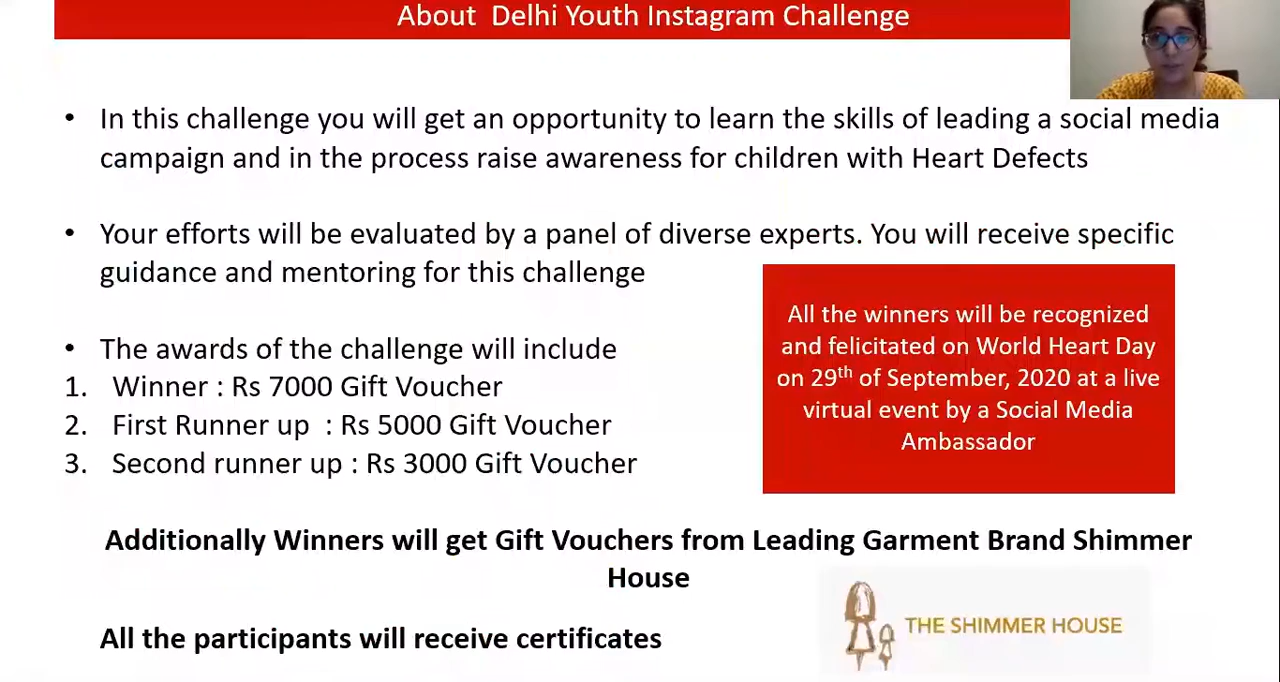 About Delhi Youth Instagram Challenge
• In this challenge you will get an opportunity to learn the skills of leading a social media
campaign and in the process raise awareness for children with Heart Defects
• Your efforts will be evaluated by a panel of diverse experts. You will receive specific
guidance and mentoring for this challenge
• The awards of the challenge will include
1. Winner : Rs 7000 Gift Voucher
2. First Runner up : Rs 5000 Gift Voucher
3. Second runner up : Rs 3000 Gift Voucher
All the winners will be recognized
and felicitated on World Heart Day
on 29th of September, 2020 at a live
virtual event by a Social Media
Ambassador
Additionally Winners will get Gift Vouchers from Leading Garment Brand Shimmer
House
All the participants will receive certificates
THE SHIMMER HOUSE